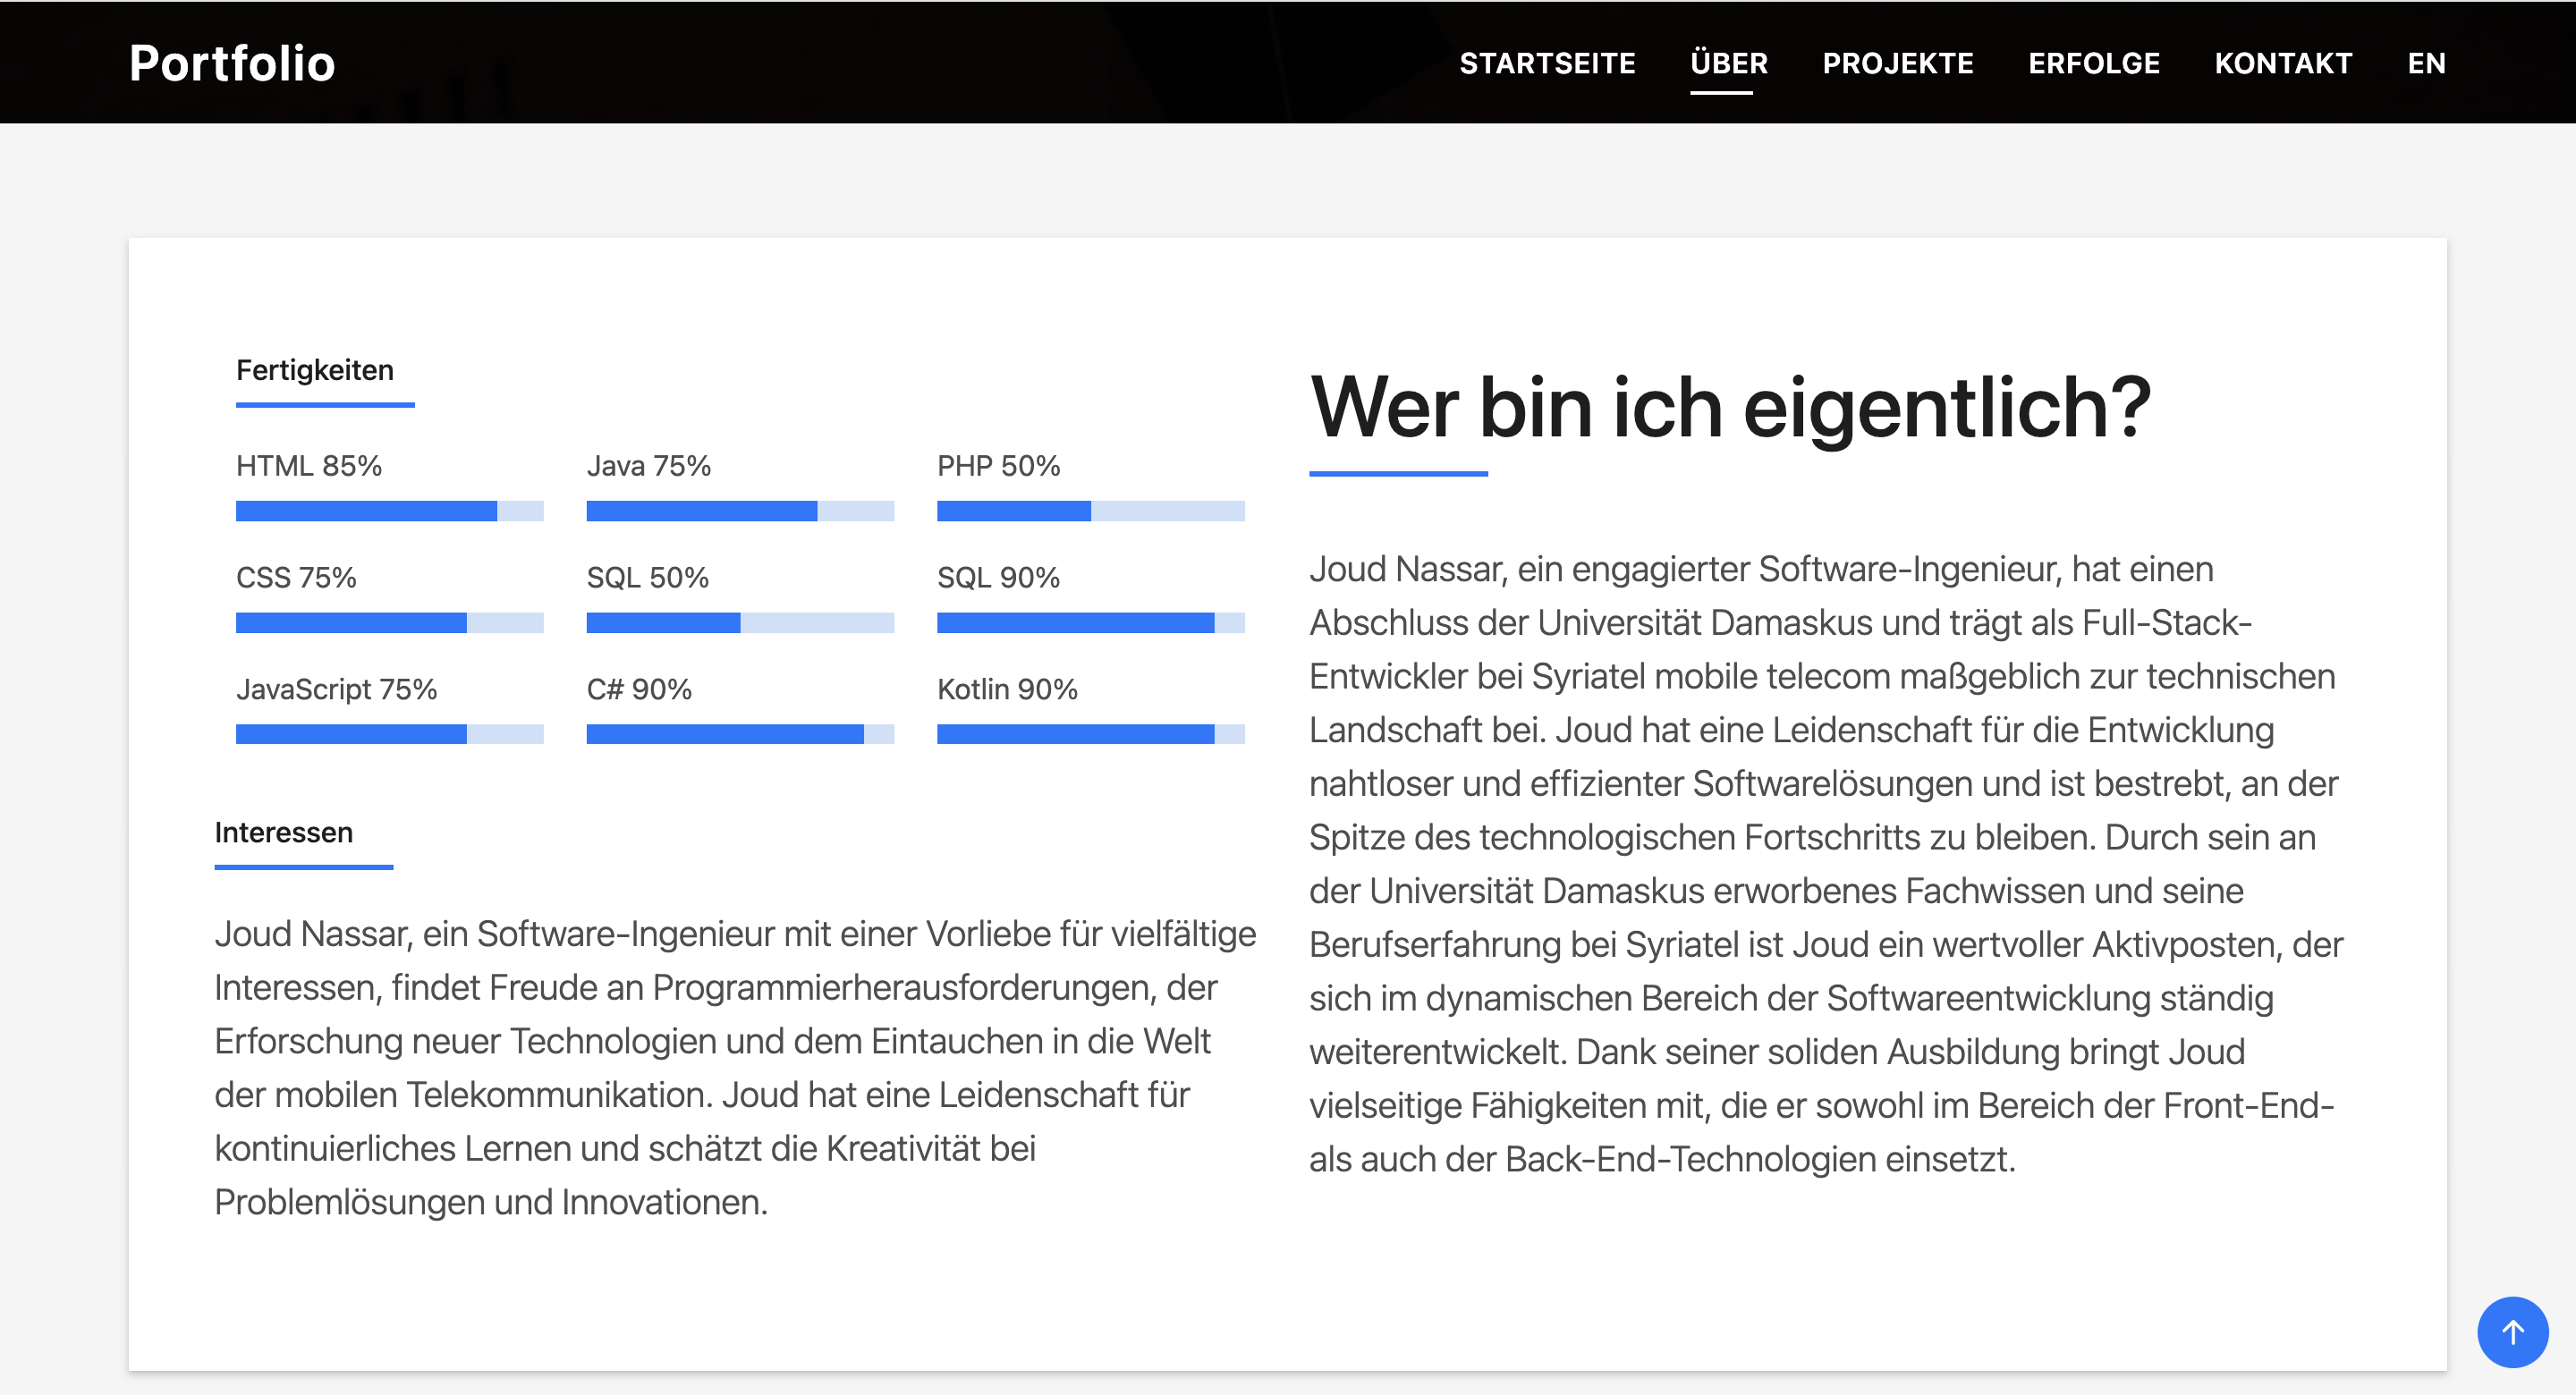 Portfolio
STARTSEITE ÜBER PROJEKTE ERFOLGE KONTAKT EN
Fertigkeiten
HTML 85% Java 75% PHP 50%
CSS 75% SQL 50% SQL 90%
JavaScript 75% C# 90% Kotlin 90%
Interessen
Joud Nassar, ein Software-Ingenieur mit einer Vorliebe für vielfältige
Interessen, findet Freude an Programmierherausforderungen, der
Erforschung neuer Technologien und dem Eintauchen in die Welt
der mobilen Telekommunikation. Joud hat eine Leidenschaft für
kontinuierliches Lernen und schätzt die Kreativität bei
Problemlösungen und Innovationen.
Wer bin ich eigentlich?
Joud Nassar, ein engagierter Software-Ingenieur, hat einen
Abschluss der Universität Damaskus und trägt als Full-Stack-
Entwickler bei Syriatel mobile telecom maßgeblich zur technischen
Landschaft bei. Joud hat eine Leidenschaft für die Entwicklung
nahtloser und effizienter Softwarelösungen und ist bestrebt, an der
Spitze des technologischen Fortschritts zu bleiben. Durch sein an
der Universität Damaskus erworbenes Fachwissen und seine
Berufserfahrung bei Syriatel ist Joud ein wertvoller Aktivposten, der
sich im dynamischen Bereich der Softwareentwicklung ständig
weiterentwickelt. Dank seiner soliden Ausbildung bringt Joud
vielseitige Fähigkeiten mit, die er sowohl im Bereich der Front-End-
als auch der Back-End-Technologien einsetzt.